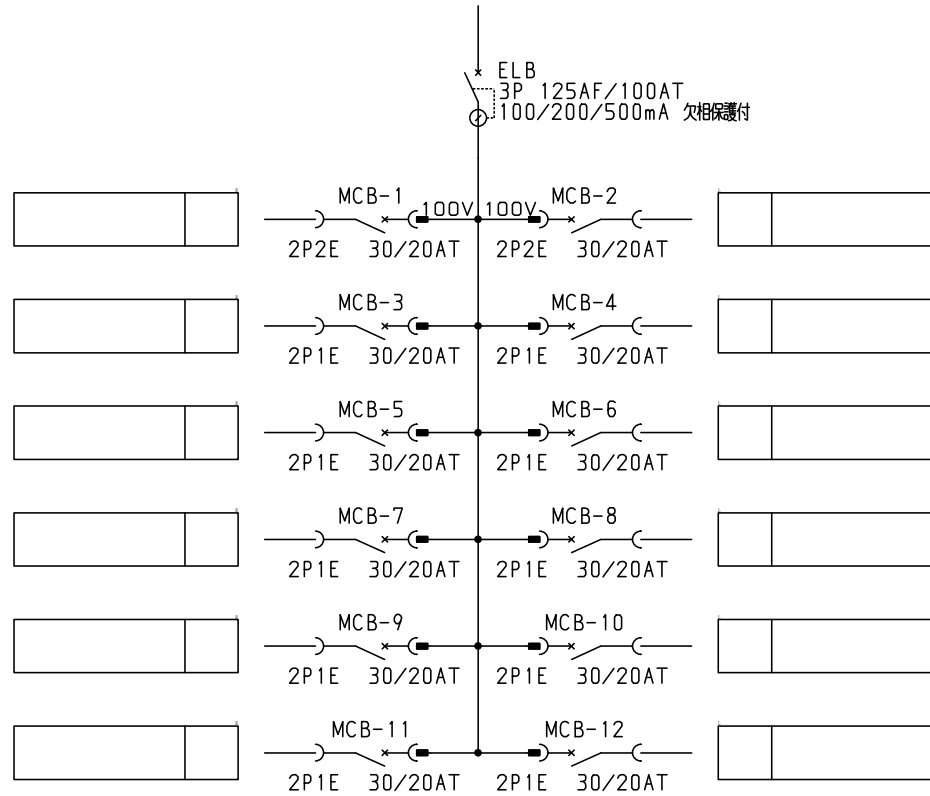 ELB
3P 125AF/100AT
100/200/500mA 欠相保護付
MCB-1 100V 100V MCB-2
2P2E 30/20AT 2P2E 30/20AT
MCB-3 MCB-4
2P1E 30/20AT 2P1E 30/20AT
MCB-5 MCB-6
2P1E 30/20AT 2P1E 30/20AT
MCB-7 MCB-8
2P1E 30/20AT 2P1E 30/20AT
MCB-9 MCB-10
2P1E 30/20AT 2P1E 30/20AT
MCB-11 MCB-12
2P1E 30/20AT 2P1E 30/20AT